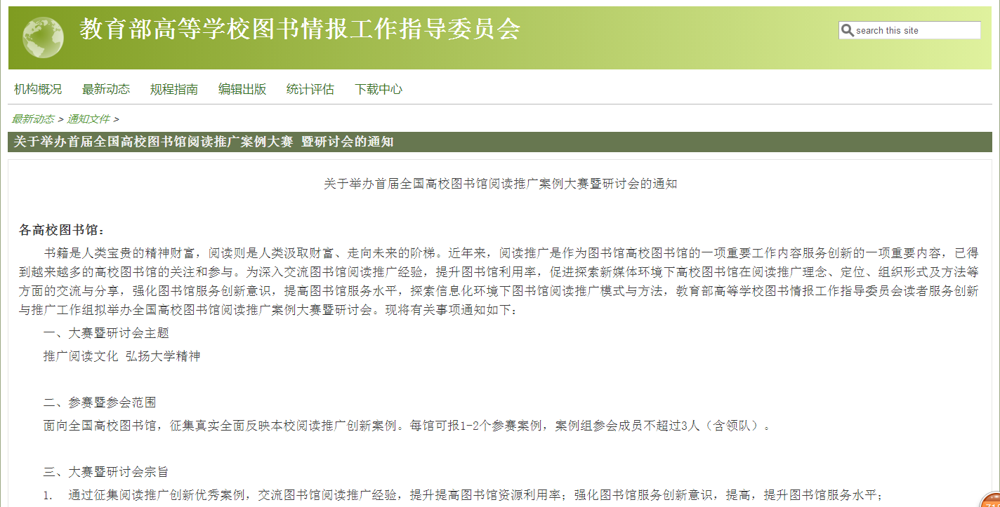 教育部高等学校图书情报工作指导委员会
search this site
机构概况 最新动态 规程指南 编辑出版 统计评估 下载中心
最新动态 > 通知文件 >
关于举办首届全国高校图书馆阅读推广案例大赛 暨研讨会的通知
关于举办首届全国高校图书馆阅读推广案例大赛暨研讨会的通知
各高校图书馆：
书籍是人类宝贵的精神财富，阅读则是人类汲取财富、走向未来的阶梯。近年来，阅读推广是作为图书馆高校图书馆的一项重要工作内容服务创新的一项重要内容，已得
到越来越多的高校图书馆的关注和参与。为深入交流图书馆阅读推广经验，提升图书馆利用率，促进探索新媒体环境下高校图书馆在阅读推广理念、定位、组织形式及方法等
方面的交流与分享，强化图书馆服务创新意识，提高图书馆服务水平，探索信息化环境下图书馆阅读推广模式与方法，教育部高等学校图书情报工作指导委员会读者服务创新
与推广工作组拟举办全国高校图书馆阅读推广案例大赛暨研讨会。现将有关事项通知如下：
一、大赛暨研讨会主题
推广阅读文化 弘扬大学精神
二、参赛暨参会范围
面向全国高校图书馆，征集真实全面反映本校阅读推广创新案例。每馆可报1-2个参赛案例，案例组参会成员不超过3人（含领队）。
三、大赛暨研讨会宗旨
1. 通过征集阅读推广创新优秀案例，交流图书馆阅读推广经验，提升提高图书馆资源利用率；强化图书馆服务创新意识，提高，提升图书馆服务水平；